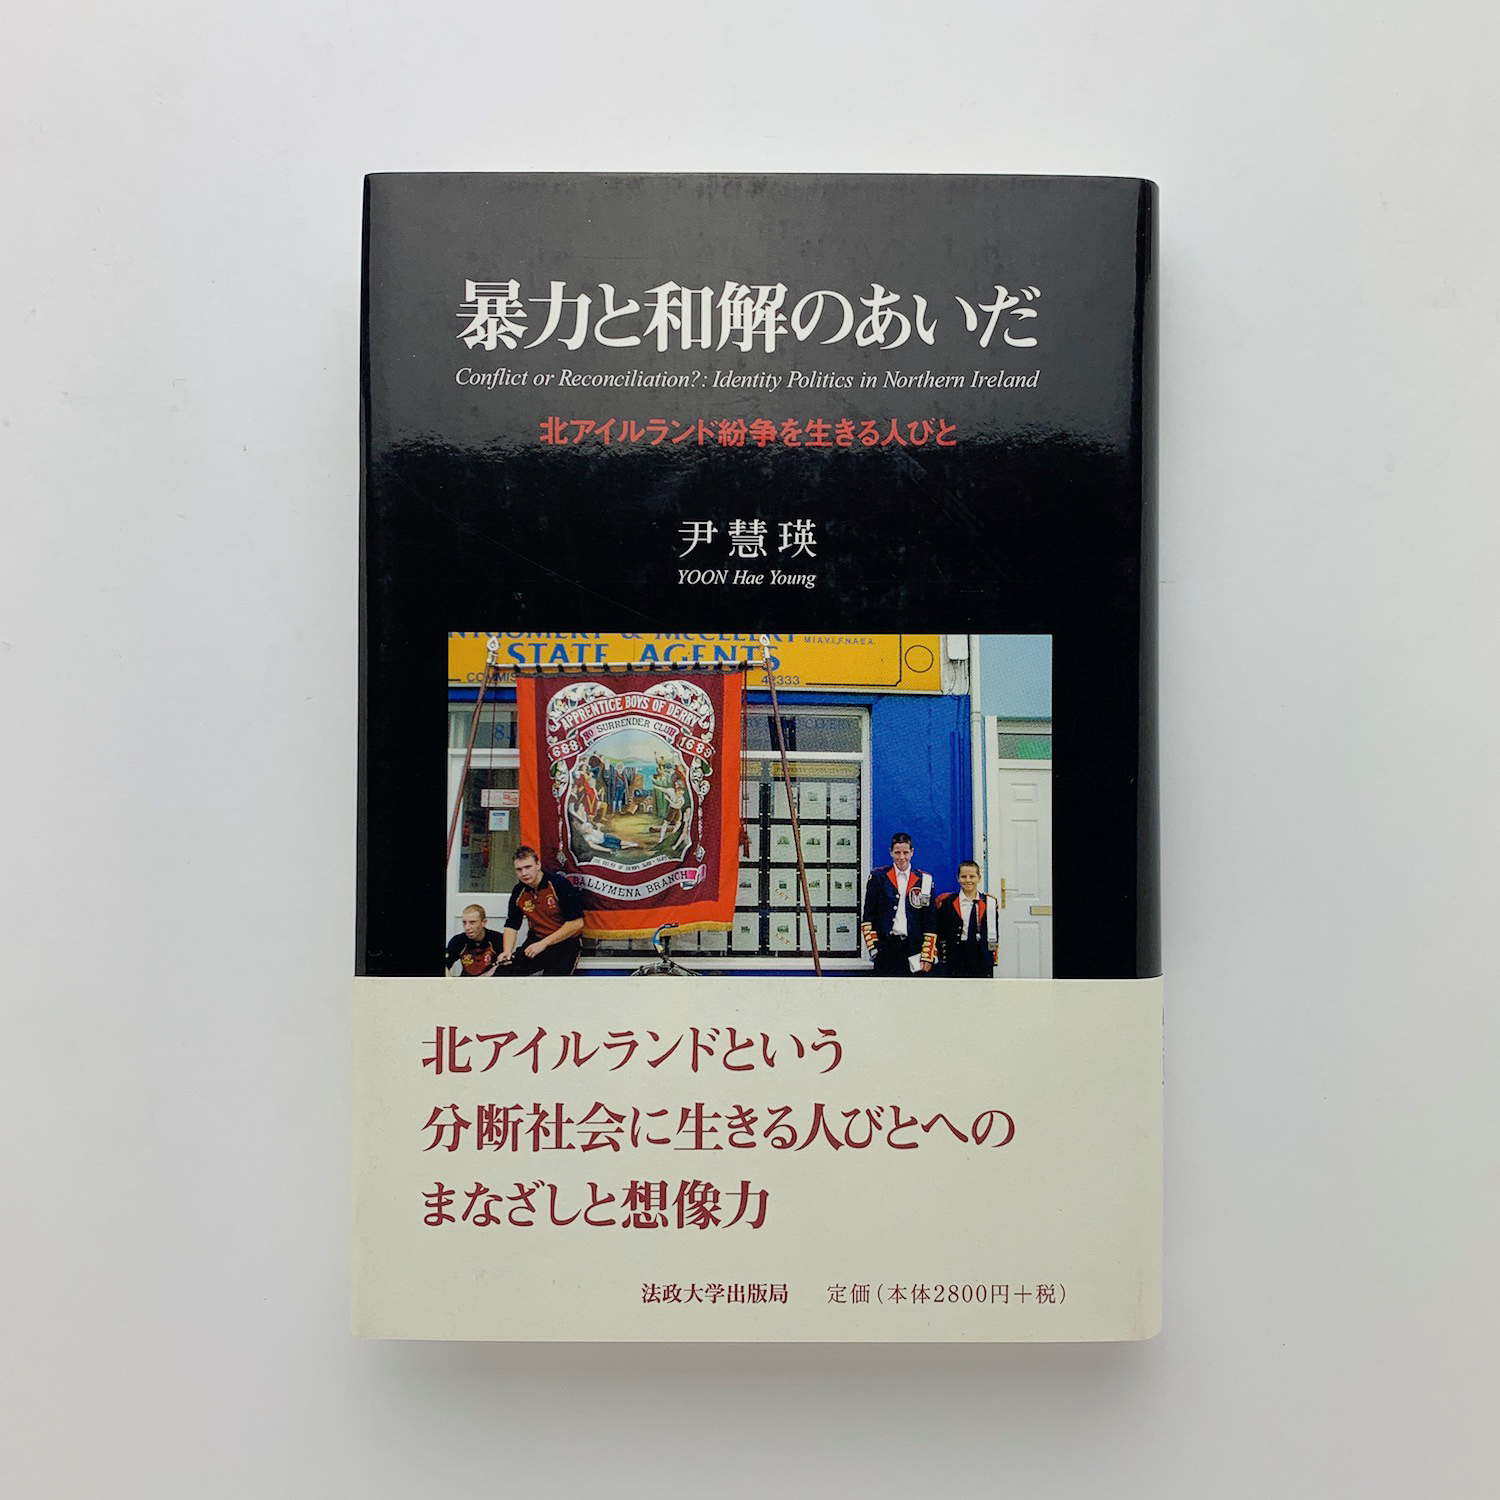 暴力と和解のあいだ
Conflict or Reconciliation?: Identity Politics in Northern Ireland
北アイルランド紛争を生きる人びと
尹慧瑛
YOON Hae Young
STATE AGENTS
42333
APPRENTICE BOYS OF DERRY
NO SURRENDER CLUB
1688 1689
BALLYMENA BRANCH
北アイルランドという
分断社会に生きる人びとへの
まなざしと想像力
法政大学出版局 定価(本体2800円+税)